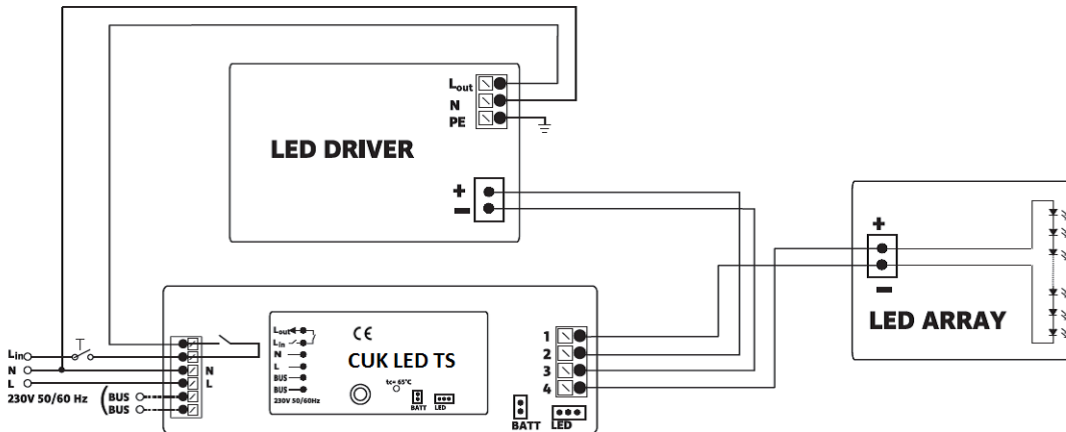 Lout
N
PE
LED DRIVER
+
−
+
−
LED ARRAY
Lout
Lin
N
L
BUS
BUS
230V 50/60Hz
CE
CUK LED TS
tc= 65°C
BATT LED
1
2
3
4
BATT LED
T
Lin
N N
L L
230V 50/60 Hz
(BUS
(BUS